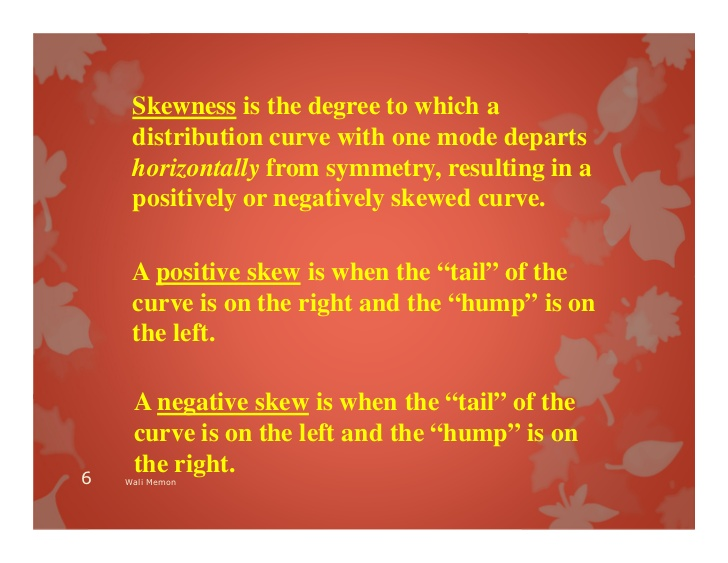 Skewness is the degree to which a
distribution curve with one mode departs
horizontally from symmetry, resulting in a
positively or negatively skewed curve.
A positive skew is when the “tail” of the
curve is on the right and the “hump” is on
the left.
A negative skew is when the “tail” of the
curve is on the left and the “hump” is on
the right.
6 Wali Memon